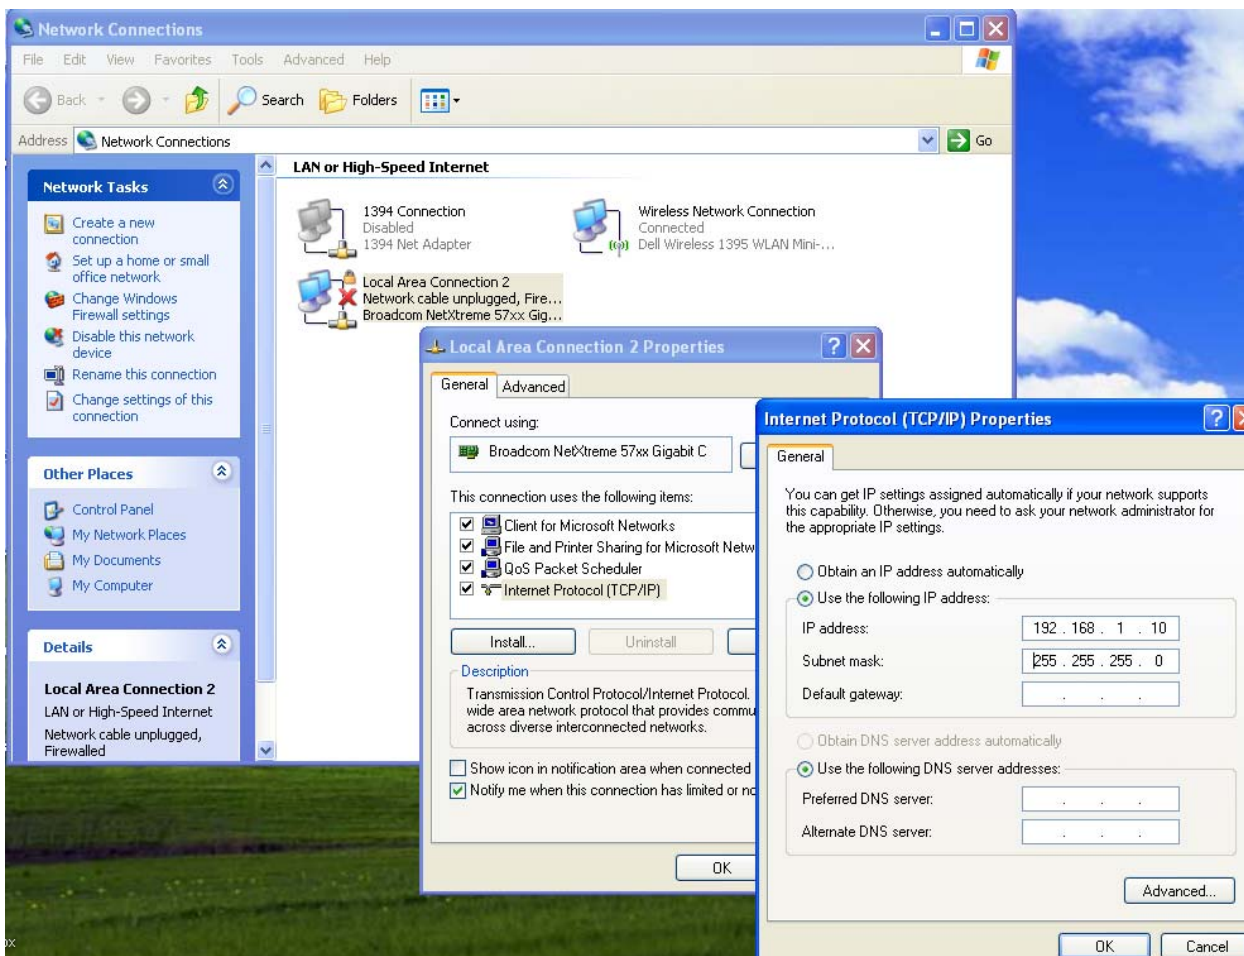 Network Connections
File Edit View Favorites Tools Advanced Help
Back Search Folders
Address Network Connections Go
Network Tasks
Create a new
connection
Set up a home or small
office network
Change Windows
Firewall settings
Disable this network
device
Rename this connection
Change settings of this
connection
Other Places
Control Panel
My Network Places
My Documents
My Computer
Details
Local Area Connection 2
LAN or High-Speed Internet
Network cable unplugged,
Firewalled
LAN or High-Speed Internet
1394 Connection
Disabled
1394 Net Adapter
Wireless Network Connection
Connected
Dell Wireless 1395 WLAN Mini-...
Local Area Connection 2
Network cable unplugged, Fire...
Broadcom NetXtreme 57xx Gig...
Local Area Connection 2 Properties
General Advanced
Connect using:
Broadcom NetXtreme 57xx Gigabit C
This connection uses the following items:
Client for Microsoft Networks
File and Printer Sharing for Microsoft Netw
QoS Packet Scheduler
Internet Protocol (TCP/IP)
Install... Uninstall
Description
Transmission Control Protocol/Internet Protocol.
wide area network protocol that provides commu
across diverse interconnected networks.
Show icon in notification area when connected
Notify me when this connection has limited or no
OK
Internet Protocol (TCP/IP) Properties
General
You can get IP settings assigned automatically if your network supports
this capability. Otherwise, you need to ask your network administrator for
the appropriate IP settings.
Obtain an IP address automatically
Use the following IP address:
IP address: 192 . 168 . 1 . 10
Subnet mask: 255 . 255 . 255 . 0
Default gateway: . . .
Obtain DNS server address automatically
Use the following DNS server addresses:
Preferred DNS server: . . .
Alternate DNS server: . . .
Advanced...
OK Cancel